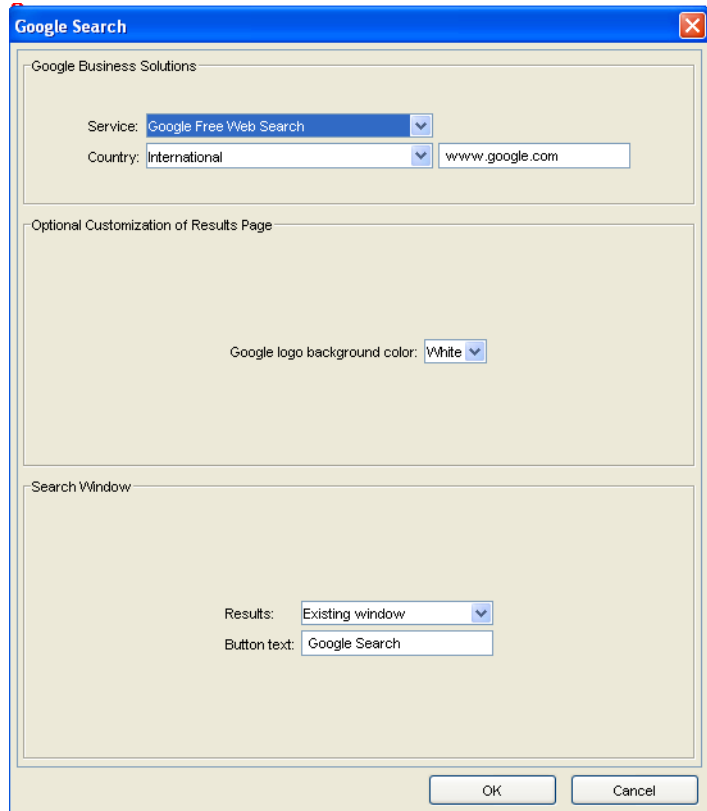 Google Search
Google Business Solutions
Service: Google Free Web Search
Country: International www.google.com
Optional Customization of Results Page
Google logo background color: White
Search Window
Results: Existing window
Button text: Google Search
OK Cancel